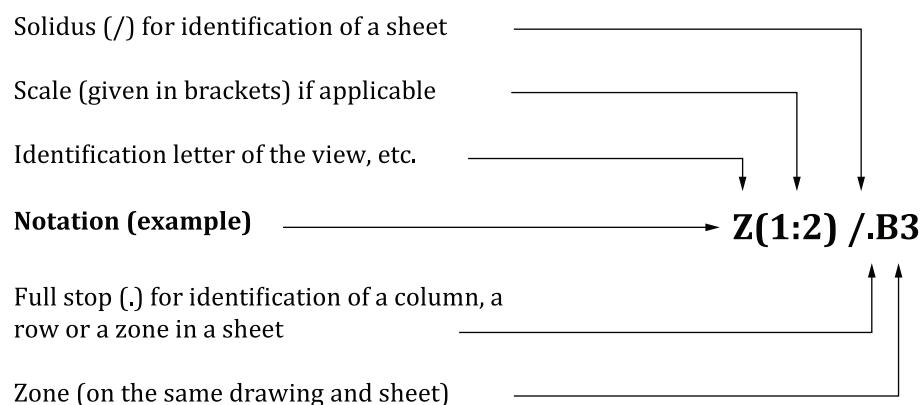 Solidus (/) for identification of a sheet
Scale (given in brackets) if applicable
Identification letter of the view, etc.
Notation (example)
Z(1:2) /.B3
Full stop (.) for identification of a column, a
row or a zone in a sheet
Zone (on the same drawing and sheet)